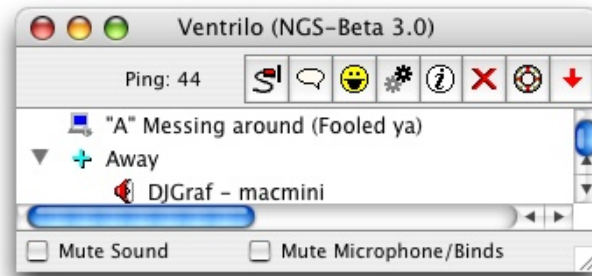 Ventrilo (NGS-Beta 3.0)
Ping: 44
"A" Messing around (Fooled ya)
Away
DJGraf - macmini
Mute Sound
Mute Microphone/Binds